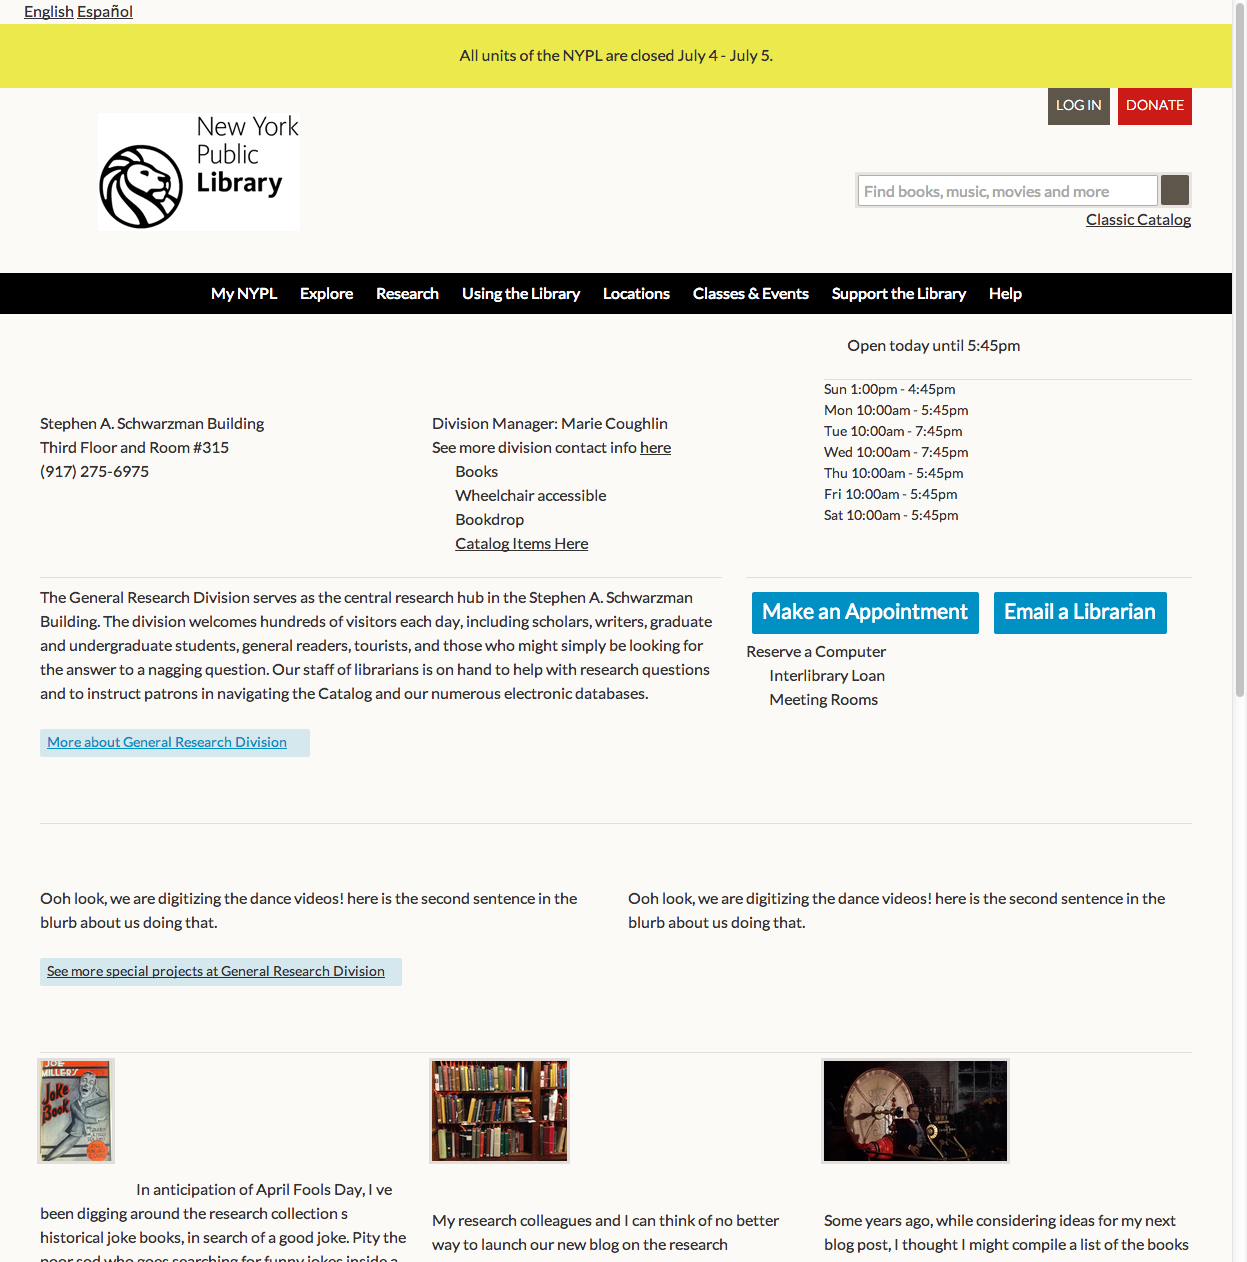 English Español
All units of the NYPL are closed July 4 - July 5.
LOG IN DONATE
New York
Public
Library
Find books, music, movies and more
Classic Catalog
My NYPL Explore Research Using the Library Locations Classes & Events Support the Library Help
Open today until 5:45pm
Sun 1:00pm - 4:45pm
Mon 10:00am - 5:45pm
Tue 10:00am - 7:45pm
Wed 10:00am - 7:45pm
Thu 10:00am - 5:45pm
Fri 10:00am - 5:45pm
Sat 10:00am - 5:45pm
Stephen A. Schwarzman Building
Third Floor and Room #315
(917) 275-6975
Division Manager: Marie Coughlin
See more division contact info here
Books
Wheelchair accessible
Bookdrop
Catalog Items Here
The General Research Division serves as the central research hub in the Stephen A. Schwarzman
Building. The division welcomes hundreds of visitors each day, including scholars, writers, graduate
and undergraduate students, general readers, tourists, and those who might simply be looking for
the answer to a nagging question. Our staff of librarians is on hand to help with research questions
and to instruct patrons in navigating the Catalog and our numerous electronic databases.
More about General Research Division
Make an Appointment Email a Librarian
Reserve a Computer
Interlibrary Loan
Meeting Rooms
Ooh look, we are digitizing the dance videos! here is the second sentence in the
blurb about us doing that.
See more special projects at General Research Division
Ooh look, we are digitizing the dance videos! here is the second sentence in the
blurb about us doing that.
JOE
MILLER'S
Joke
Book
In anticipation of April Fools Day, I ve
been digging around the research collection s
historical joke books, in search of a good joke. Pity the
poor sod who goes searching for funny jokes inside a
My research colleagues and I can think of no better
way to launch our new blog on the research
Some years ago, while considering ideas for my next
blog post, I thought I might compile a list of the books